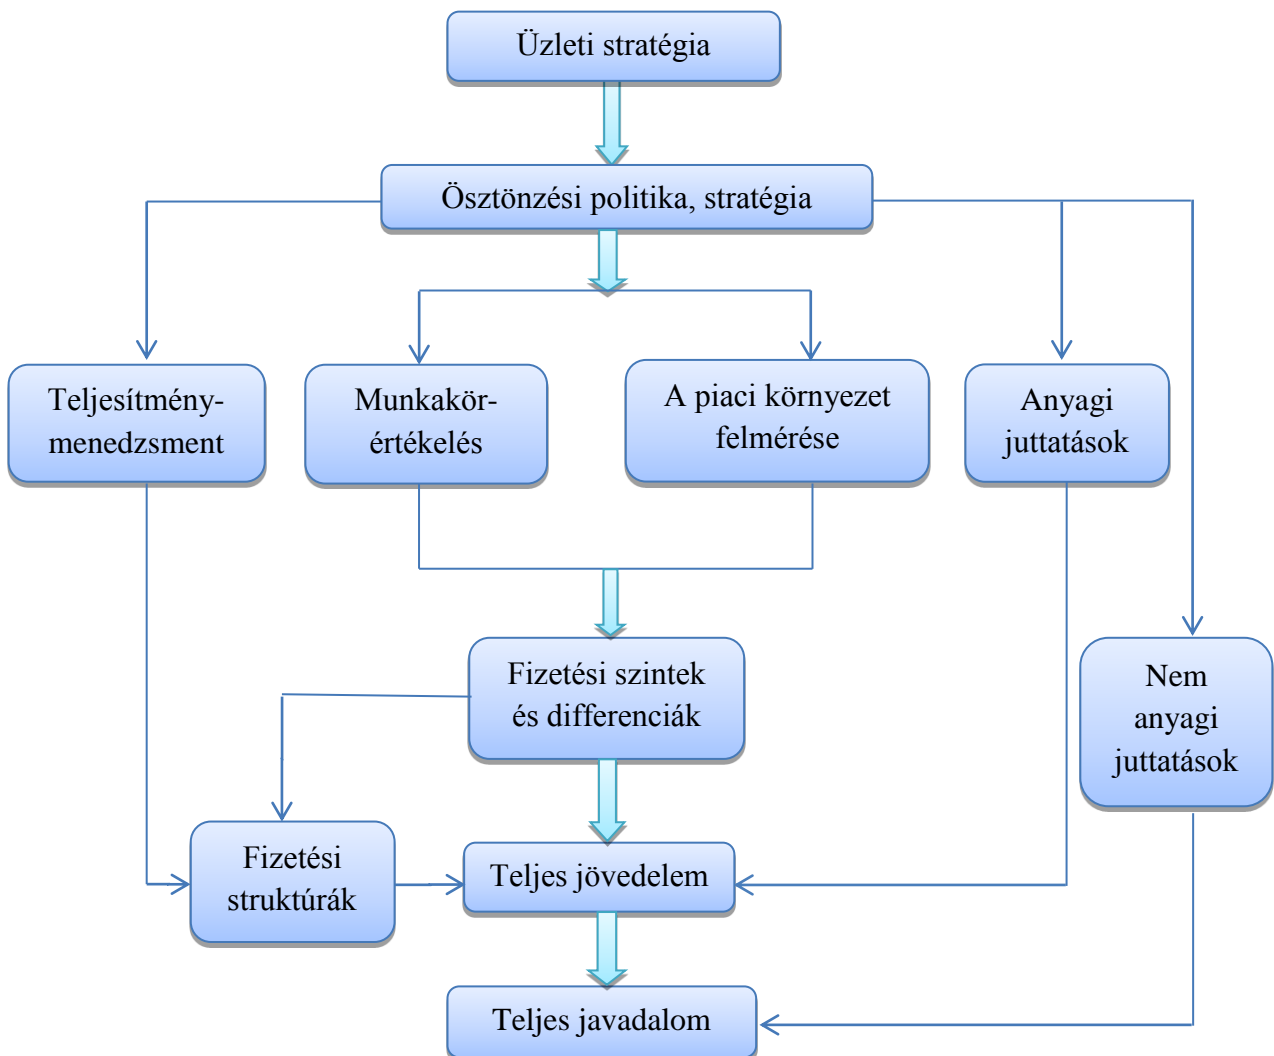 Üzleti stratégia
Ösztönzési politika, stratégia
Teljesítmény-
menedzsment
Munkakör-
értékelés
A piaci környezet
felmérése
Anyagi
juttatások
Fizetési szintek
és differenciák
Nem
anyagi
juttatások
Fizetési
struktúrák
Teljes jövedelem
Teljes javadalom